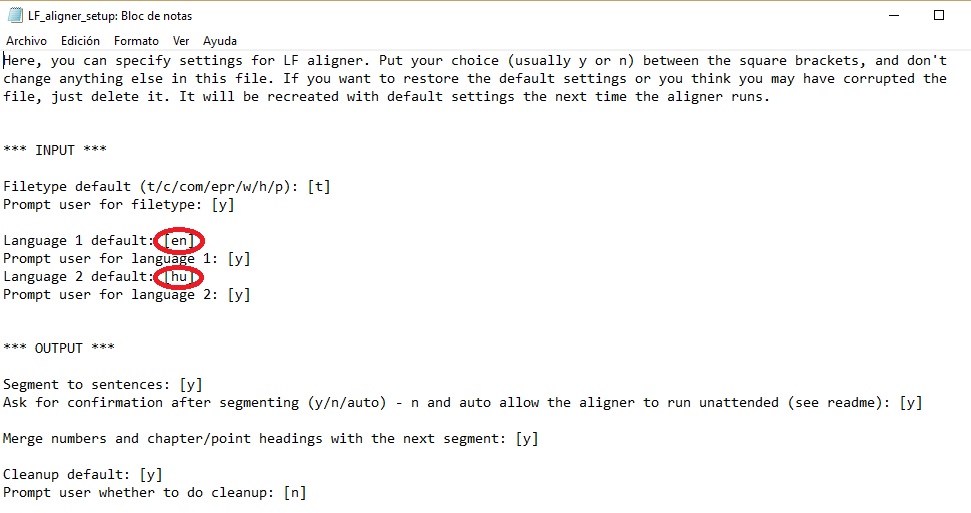 LF_aligner_setup: Bloc de notas
Archivo Edición Formato Ver Ayuda
Here, you can specify settings for LF aligner. Put your choice (usually y or n) between the square brackets, and don't
change anything else in this file. If you want to restore the default settings or you think you may have corrupted the
file, just delete it. It will be recreated with default settings the next time the aligner runs.
*** INPUT ***
Filetype default (t/c/com/epr/w/h/p): [t]
Prompt user for filetype: [y]
Language 1 default: [en]
Prompt user for language 1: [y]
Language 2 default: [hu]
Prompt user for language 2: [y]
*** OUTPUT ***
Segment to sentences: [y]
Ask for confirmation after segmenting (y/n/auto) - n and auto allow the aligner to run unattended (see readme): [y]
Merge numbers and chapter/point headings with the next segment: [y]
Cleanup default: [y]
Prompt user whether to do cleanup: [n]